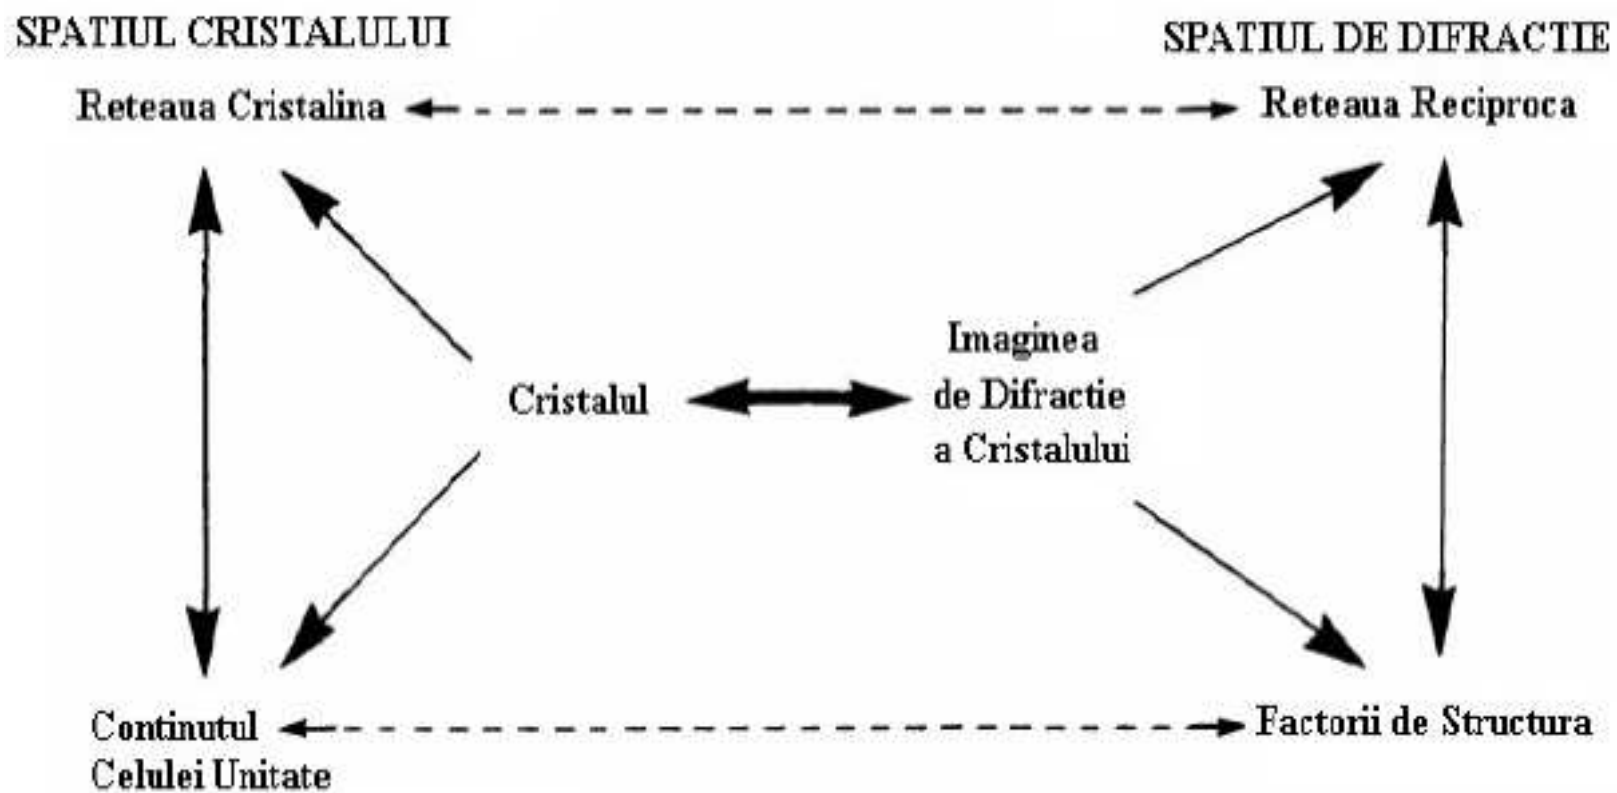 SPATIUL CRISTALULUI
SPATIUL DE DIFRACTIE
Reteaua Cristalina
Reteaua Reciproca
Cristalul
Imaginea
de Difractie
a Cristalului
Continutul
Celulei Unitate
Factorii de Structura